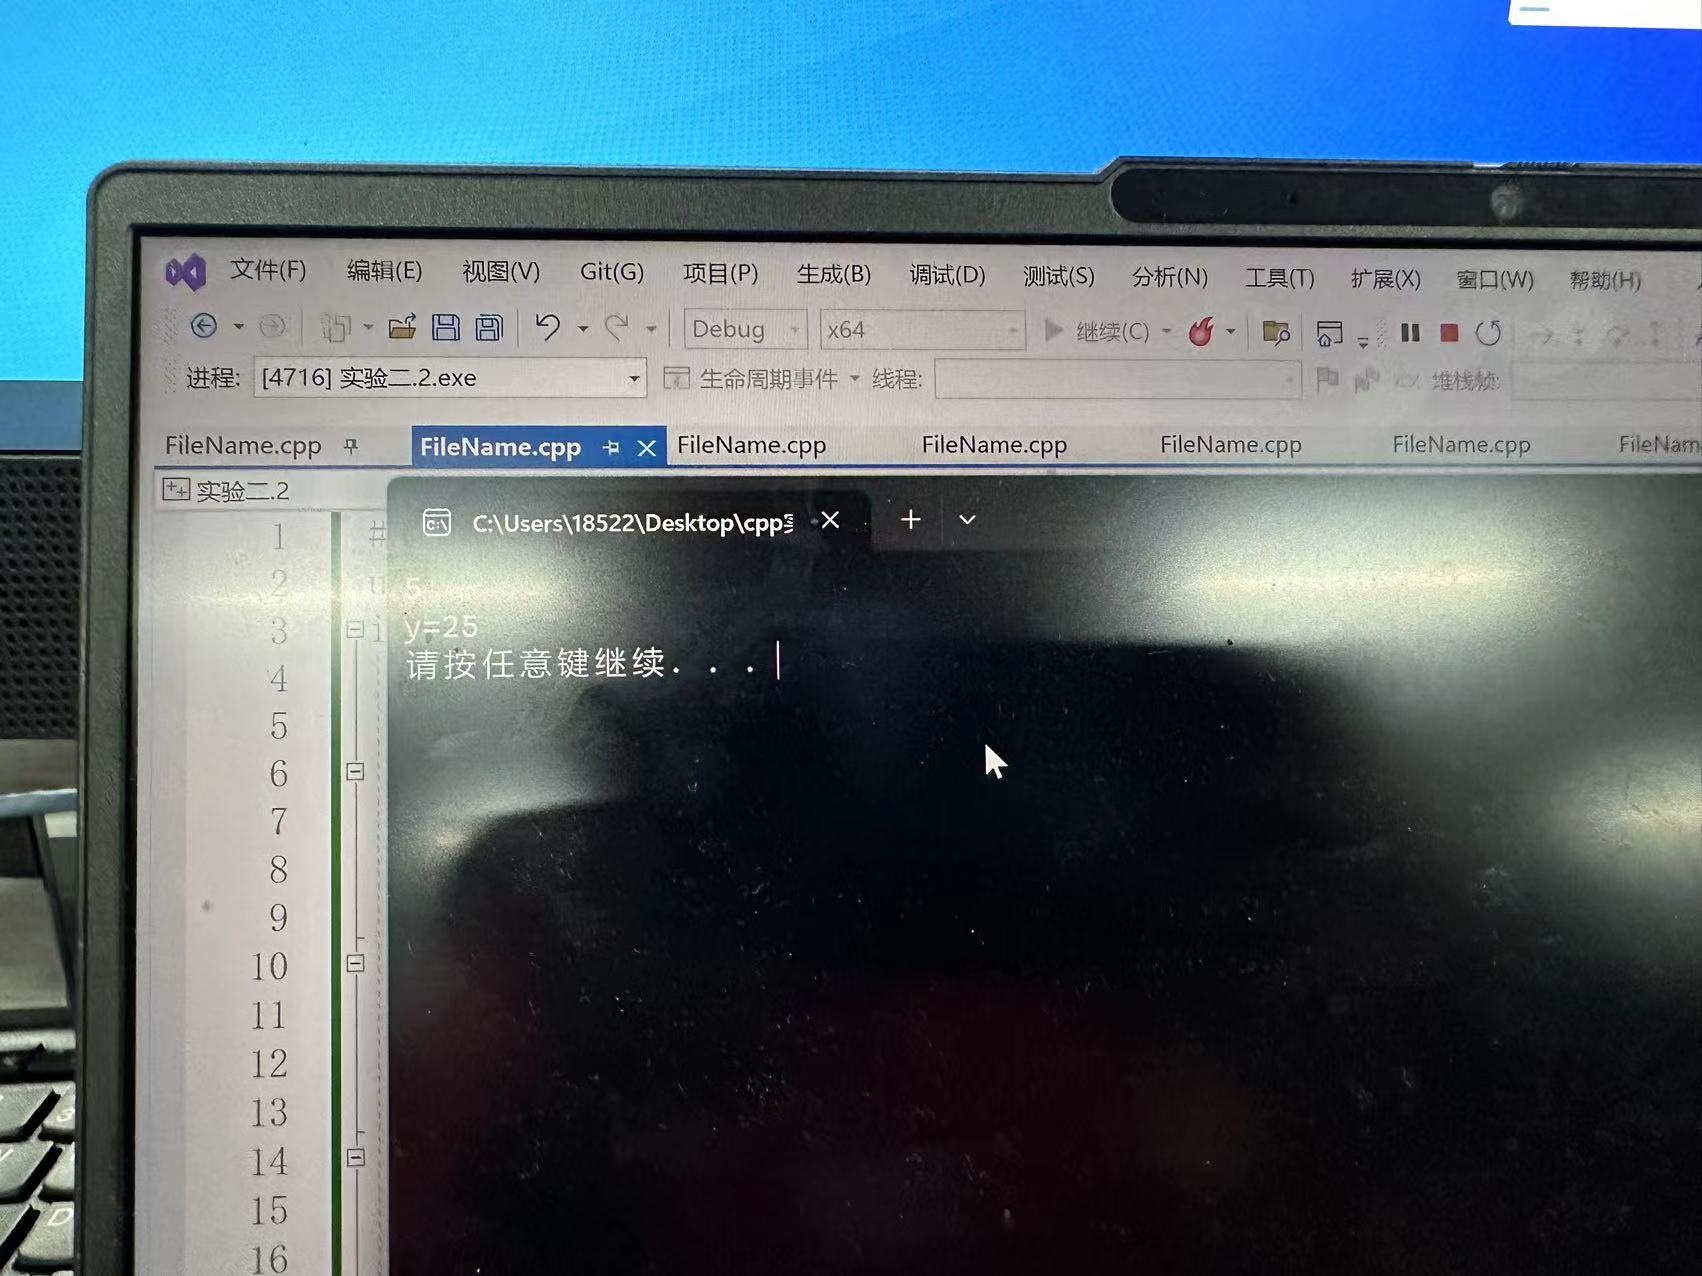 文件(F) 编辑(E) 视图(V) Git(G) 项目(P) 生成(B) 调试(D) 测试(S) 分析(N) 工具(T) 扩展(X) 窗口(W) 帮助(H)
Debug x64 继续(C)
进程: [4716] 实验二.2.exe 生命周期事件 线程: 堆栈帧:
FileName.cpp FileName.cpp FileName.cpp FileName.cpp FileName.cpp FileName.cpp FileNam
实验二.2
C:\Users\18522\Desktop\cpp
1 #
2 u
3 i
4
5
6
7
8
9
10
11
12
13
14
15
16
5
y=25
请按任意键继续. . .
D